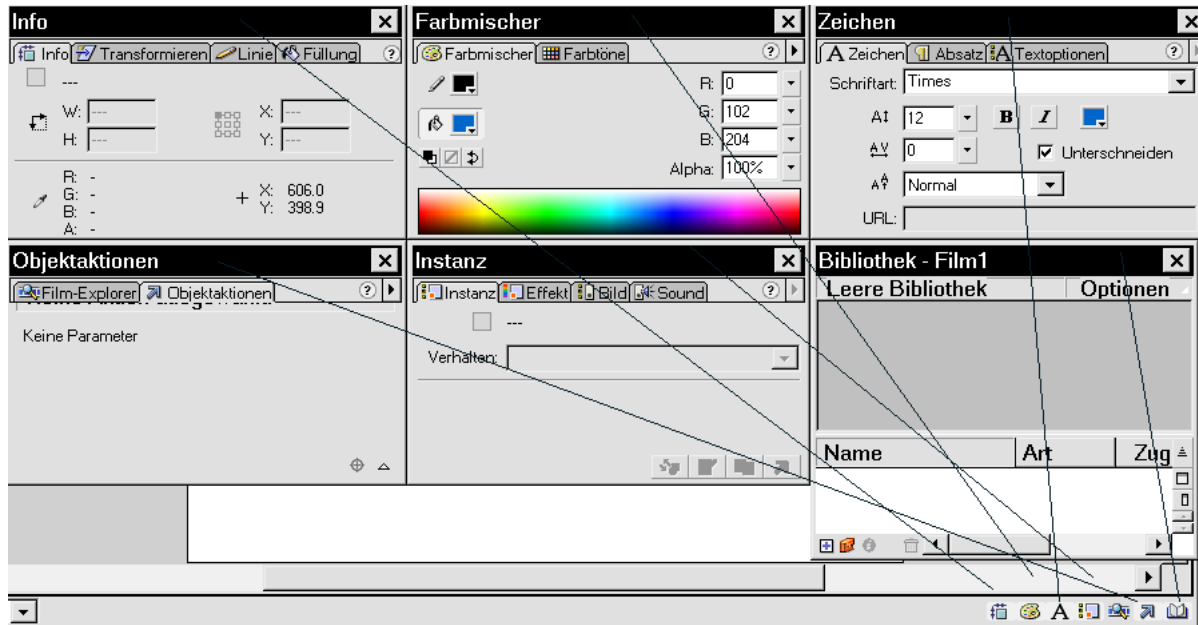 Info
Info Transformieren Linie Füllung ?
---
W: --- X: ---
H: --- Y: ---
R: -
G: - X: 606.0
B: - Y: 398.9
A: -
Farbmischer
Farbmischer Farbtöne ?
R: 0
G: 102
B: 204
Alpha: 100%
Zeichen
A Zeichen Absatz A Textoptionen ?
Schriftart: Times
A 12 B I
AV 0 Unterschneiden
AA Normal
URL:
Objektaktionen
Film-Explorer Objektaktionen ?
Keine Parameter
Instanz
Instanz Effekt Bild Sound ?
---
Verhalten:
Bibliothek - Film1
Leere Bibliothek Optionen
Name Art Zug
A